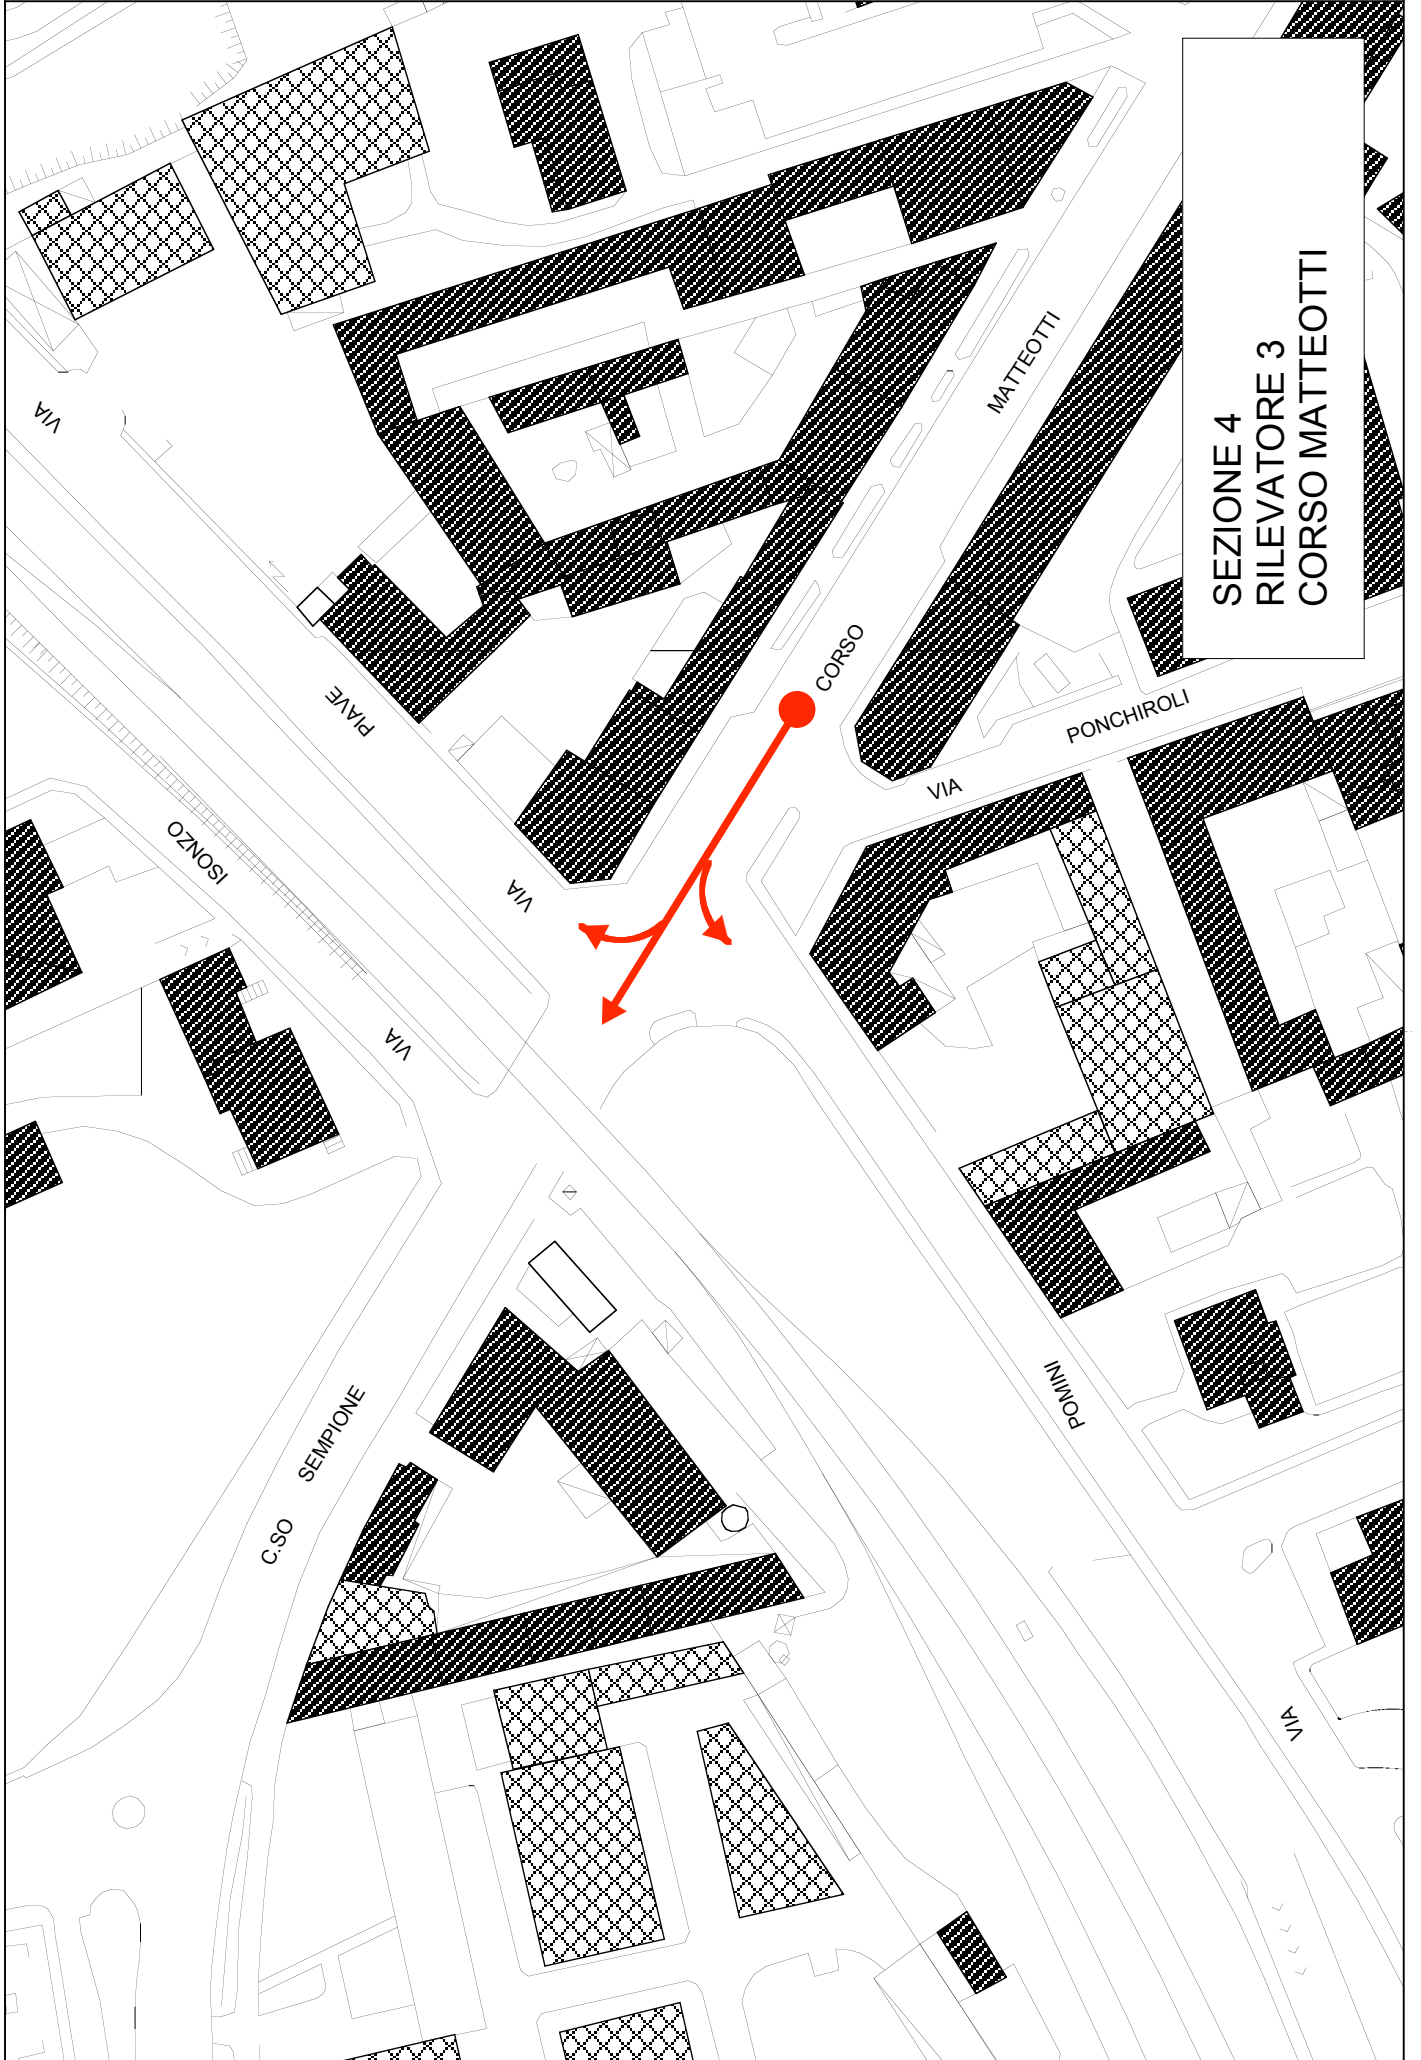 SEZIONE 4
RILEVATORE 3
CORSO MATTEOTTI
VIA
PIAVE
VIA
ISONZO
VIA
CORSO
MATTEOTTI
VIA
PONCHIROLI
C.SO
SEMPIONE
VIA
POMINI